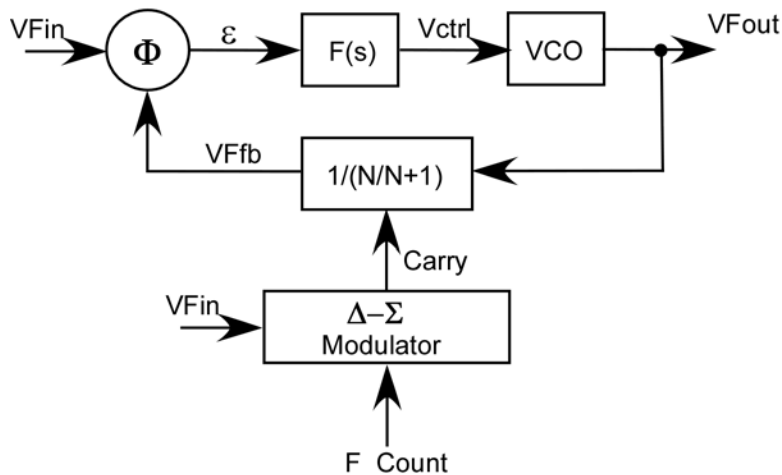 VFin
Φ
ε
F(s)
Vctrl
VCO
VFout
VFfb
1/(N/N+1)
Carry
VFin
Δ–Σ
Modulator
F Count